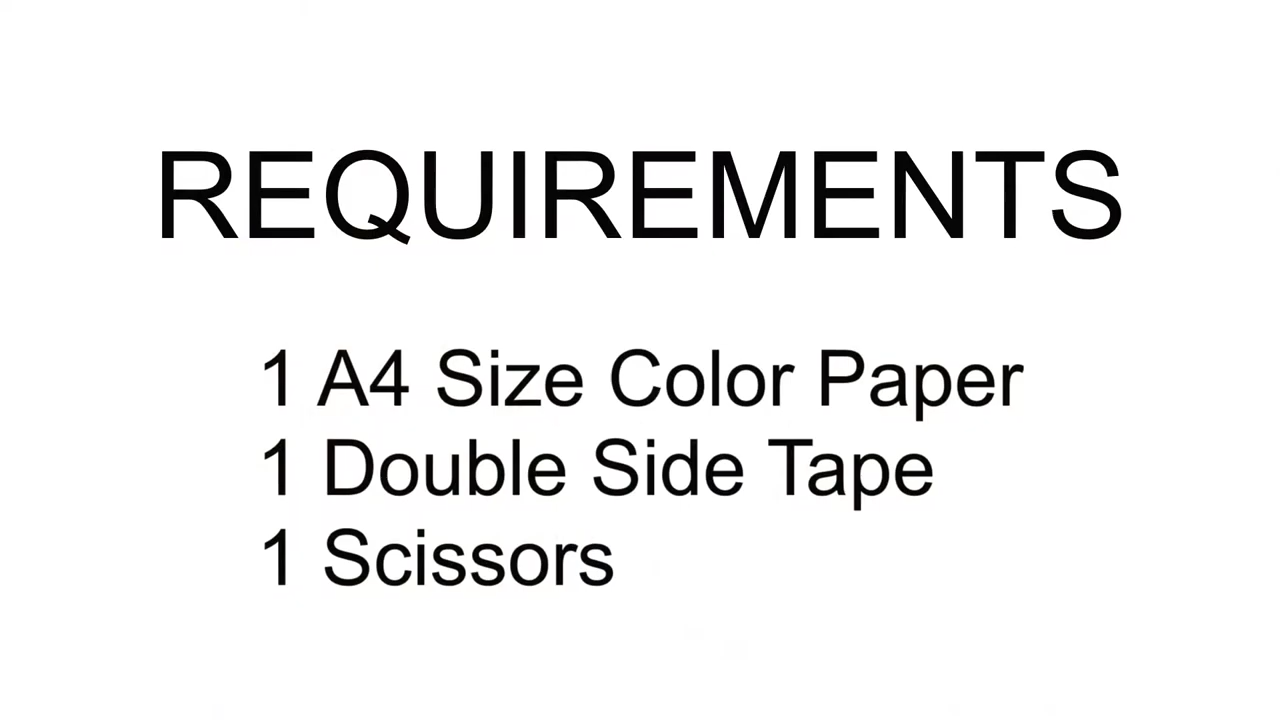 REQUIREMENTS
1 A4 Size Color Paper
1 Double Side Tape
1 Scissors